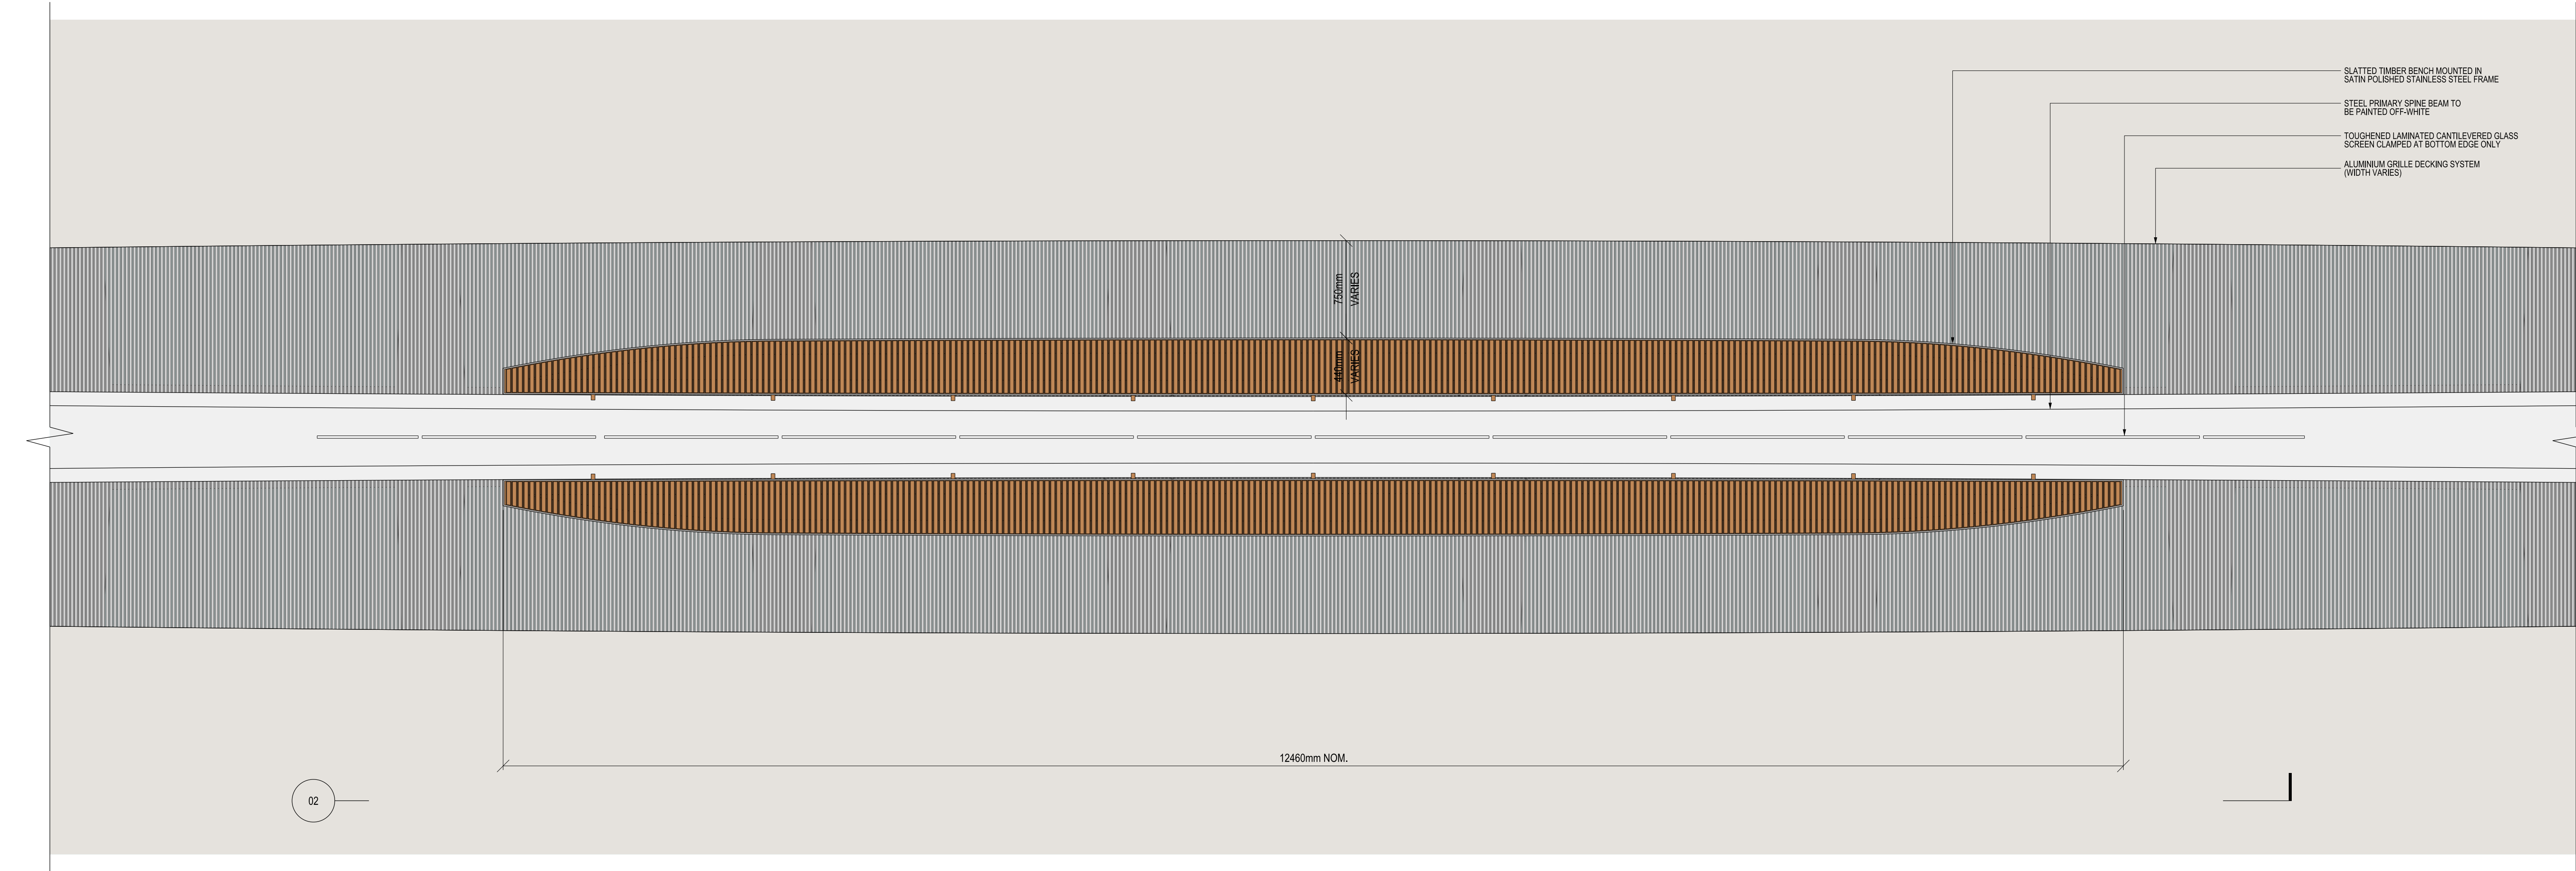 SLATTED TIMBER BENCH MOUNTED IN
SATIN POLISHED STAINLESS STEEL FRAME
STEEL PRIMARY SPINE BEAM TO
BE PAINTED OFF-WHITE
TOUGHENED LAMINATED CANTILEVERED GLASS
SCREEN CLAMPED AT BOTTOM EDGE ONLY
ALUMINIUM GRILLE DECKING SYSTEM
(WIDTH VARIES)
750mm
VARIES
440mm
VARIES
12460mm NOM.
02